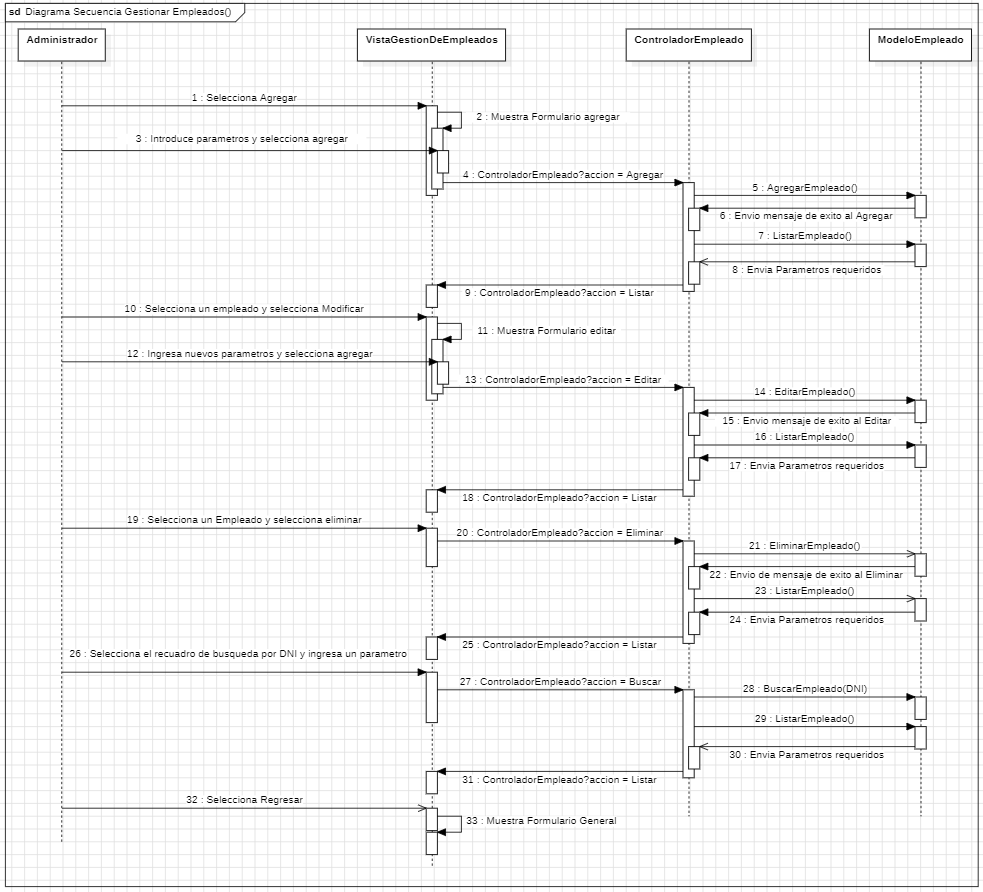 sd Diagrama Secuencia Gestionar Empleados()
Administrador
VistaGestionDeEmpleados
ControladorEmpleado
ModeloEmpleado
1 : Selecciona Agregar
2 : Muestra Formulario agregar
3 : Introduce parametros y selecciona agregar
4 : ControladorEmpleado?accion = Agregar
5 : AgregarEmpleado()
6 : Envio mensaje de exito al Agregar
7 : ListarEmpleado()
8 : Envia Parametros requeridos
9 : ControladorEmpleado?accion = Listar
10 : Selecciona un empleado y selecciona Modificar
11 : Muestra Formulario editar
12 : Ingresa nuevos parametros y selecciona agregar
13 : ControladorEmpleado?accion = Editar
14 : EditarEmpleado()
15 : Envio mensaje de exito al Editar
16 : ListarEmpleado()
17 : Envia Parametros requeridos
18 : ControladorEmpleado?accion = Listar
19 : Selecciona un Empleado y selecciona eliminar
20 : ControladorEmpleado?accion = Eliminar
21 : EliminarEmpleado()
22 : Envio de mensaje de exito al Eliminar
23 : ListarEmpleado()
24 : Envia Parametros requeridos
25 : ControladorEmpleado?accion = Listar
26 : Selecciona el recuadro de busqueda por DNI y ingresa un parametro
27 : ControladorEmpleado?accion = Buscar
28 : BuscarEmpleado(DNI)
29 : ListarEmpleado()
30 : Envia Parametros requeridos
31 : ControladorEmpleado?accion = Listar
32 : Selecciona Regresar
33 : Muestra Formulario General